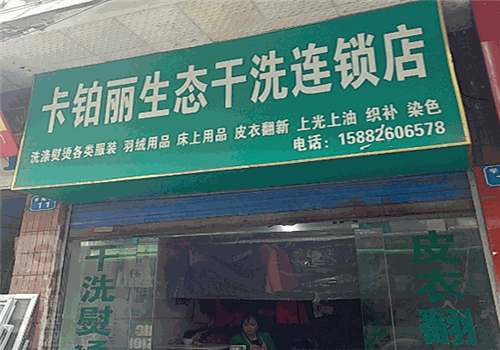 卡铂丽生态干洗连锁店
洗涤熨烫各类服装 羽绒用品 床上用品 皮衣翻新 上光上油 织补 染色
电话：15882606578
11
干洗熨烫
皮衣翻